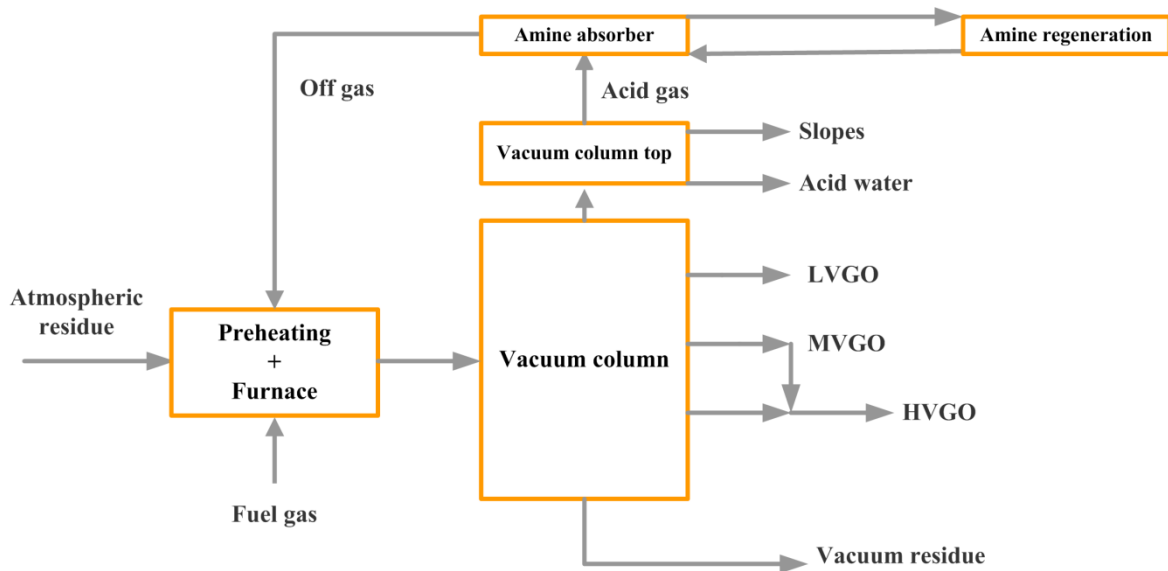 Amine absorber
Amine regeneration
Off gas
Acid gas
Slopes
Vacuum column top
Acid water
LVGO
Atmospheric
residue
Preheating
+
Furnace
Vacuum column
MVGO
HVGO
Fuel gas
Vacuum residue